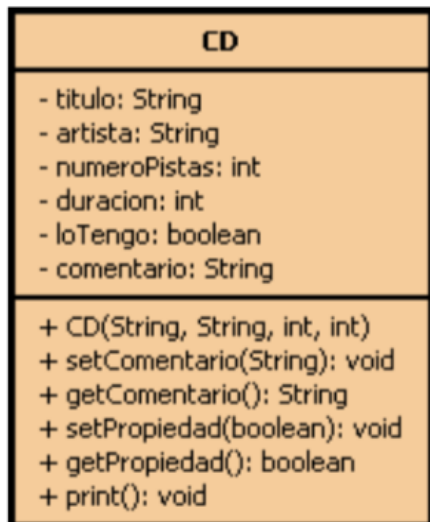 CD
- titulo: String
- artista: String
- numeroPistas: int
- duracion: int
- loTengo: boolean
- comentario: String
+ CD(String, String, int, int)
+ setComentario(String): void
+ getComentario(): String
+ setPropiedad(boolean): void
+ getPropiedad(): boolean
+ print(): void